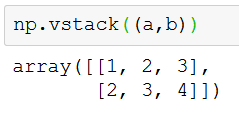 np.vstack((a,b))
array([[1, 2, 3],
       [2, 3, 4]])